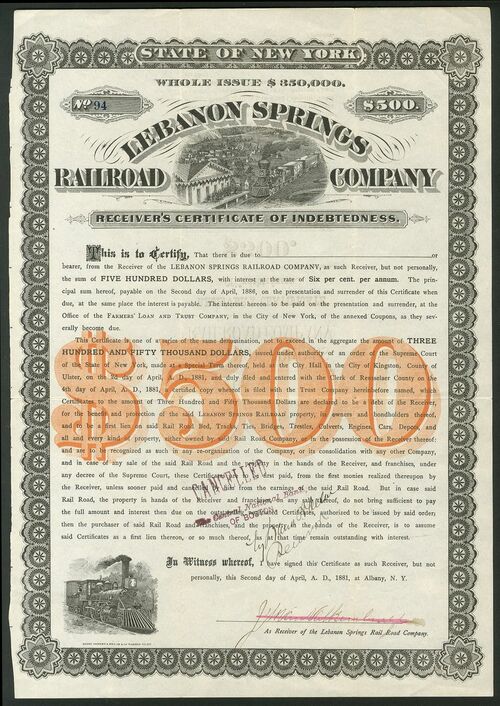 STATE OF NEW YORK
WHOLE ISSUE $ 350,000.
No 94
$500.
LEBANON SPRINGS
RAILROAD COMPANY
RECEIVER'S CERTIFICATE OF INDEBTEDNESS.
This is to Certify, That there is due to or
bearer, from the Receiver of the LEBANON SPRINGS RAILROAD COMPANY, as such Receiver, but not personally,
the sum of FIVE HUNDRED DOLLARS, with interest at the rate of Six per cent. per annum. The prin-
cipal sum hereof, payable on the Second day of April, 1886, on the presentation and surrender of this Certificate when
due, at the same place the interest is payable. The interest hereon to be paid on the presentation and surrender, at the
Office of the FARMERS' LOAN AND TRUST COMPANY, in the City of New York, of the annexed Coupons, as they sev-
erally become due.
This Certificate is one of a series of the same denomination, amounting in the aggregate to THREE
HUNDRED AND FIFTY THOUSAND DOLLARS, issued under authority of an order of the Supreme Court
of the State of New York, made at a Special Term thereof, held at the City Hall in the City of Kingston, County
Ulster, on the day of April, 1881, and duly filed and entered with the Clerk of Rensselaer County on
day of April, A. D., 1881, a certified copy whereof is filed with the Trust Company hereinbefore named, which
Certificates to the amount of Three Hundred and Fifty Thousand Dollars are declared to be a debt of the Receiver
(for the benefit and protection of the said LEBANON SPRINGS RAILROAD property, owners and bondholders thereof,
and a first lien upon said Rail Road Bed, Tracks, Ties, Trestles, Culverts, Engines, Cars, Depot, and
all and any kind of property, estate owned by said Rail Road Company, or in the possession of the Receiver thereof;
and to be recognized as such in any re-organization of the Company, or its consolidation with any other Company,
and in case of any sale of the said Rail Road and the property in the hands of the Receiver, and franchises, under
any decree of the Supreme Court, these Certificates to be first paid, from the first monies realized thereupon by
the Receiver, unless sooner paid and cancelled from the earnings of the said Rail Road. But in case said
Rail Road, the property in hands of the Receiver and franchises on any sale thereof, do not bring sufficient to pay
the full amount and interest then due on the outstanding Certificates, authorized to be issued by said order;
then the purchaser of said Rail Road and franchises, and the property in hands of the Receiver, is to assume
said Certificates as a first lien thereon, or so much thereof, as may at that time remain outstanding with interest.
$500
CANCELLED
The Central National Bank,
OF BOSTON
In Witness whereof, I have signed this Certificate as such Receiver, but not
personally, this Second day of April, A. D., 1881, at Albany, N. Y.
As Receiver of the Lebanon Springs Rail Road Company.